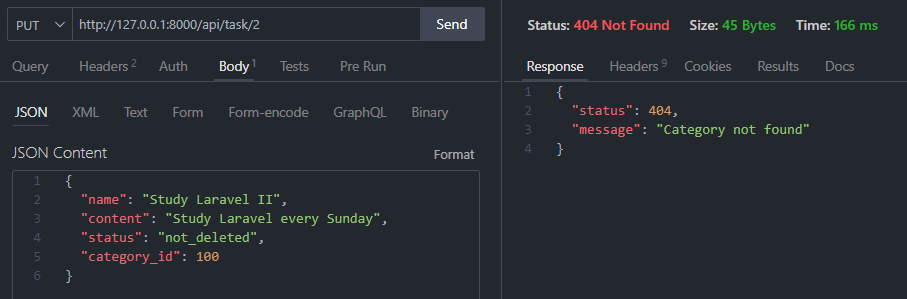 PUT http://127.0.0.1:8000/api/task/2 Send
Query Headers 2 Auth Body 1 Tests Pre Run
JSON XML Text Form Form-encode GraphQL Binary
JSON Content Format
1 {
2 "name": "Study Laravel II",
3 "content": "Study Laravel every Sunday",
4 "status": "not_deleted",
5 "category_id": 100
6 }
Status: 404 Not Found Size: 45 Bytes Time: 166 ms
Response Headers 9 Cookies Results Docs
1 {
2 "status": 404,
3 "message": "Category not found"
4 }